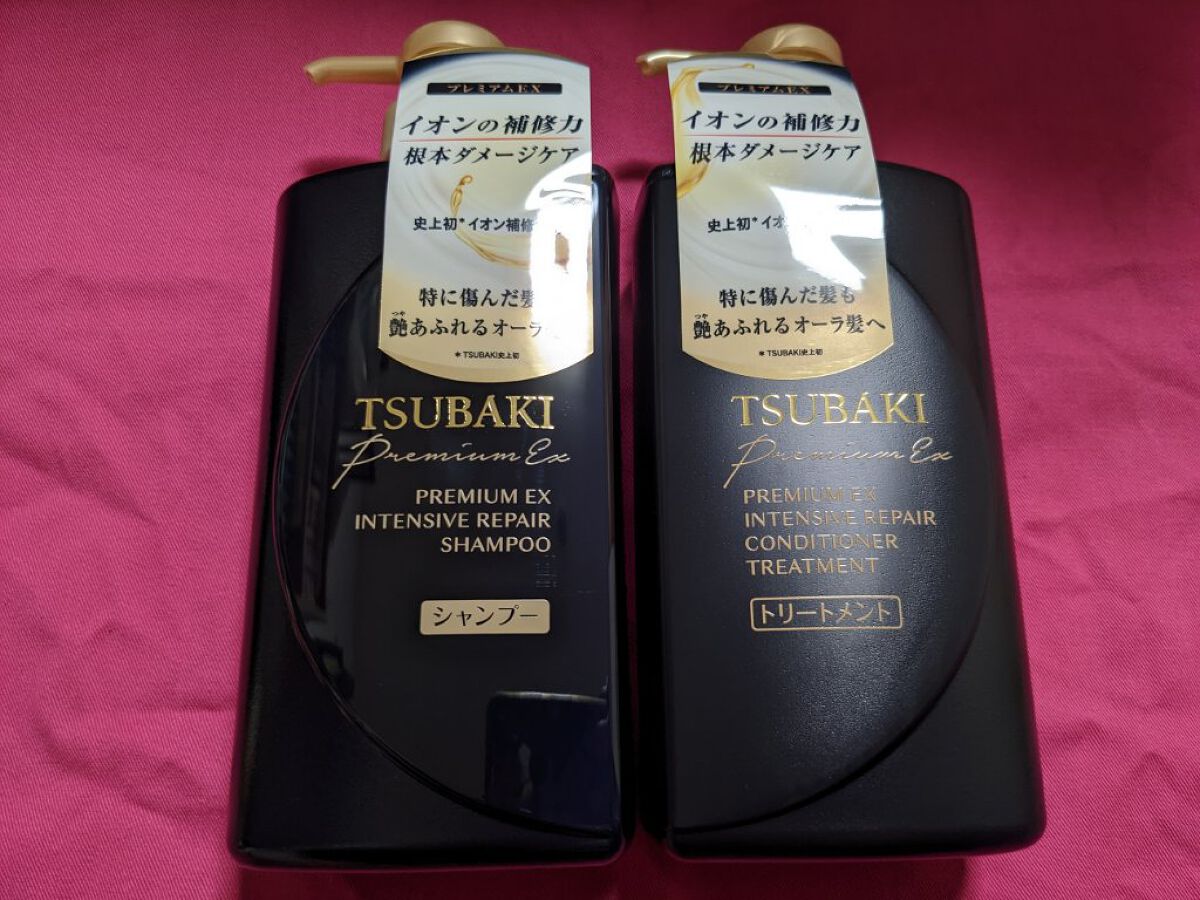 プレミアムEX
イオンの補修力
根本ダメージケア
史上初*イオン補修
特に傷んだ髪
つや
艶あふれるオーラ
*TSUBAKI史上初
TSUBAKI
Premium Ex
PREMIUM EX
INTENSIVE REPAIR
SHAMPOO
シャンプー
プレミアムEX
イオンの補修力
根本ダメージケア
史上初*イオ
特に傷んだ髪も
つや
艶あふれるオーラ髪へ
*TSUBAKI史上初
TSUBAKI
Premium Ex
PREMIUM EX
INTENSIVE REPAIR
CONDITIONER
TREATMENT
トリートメント